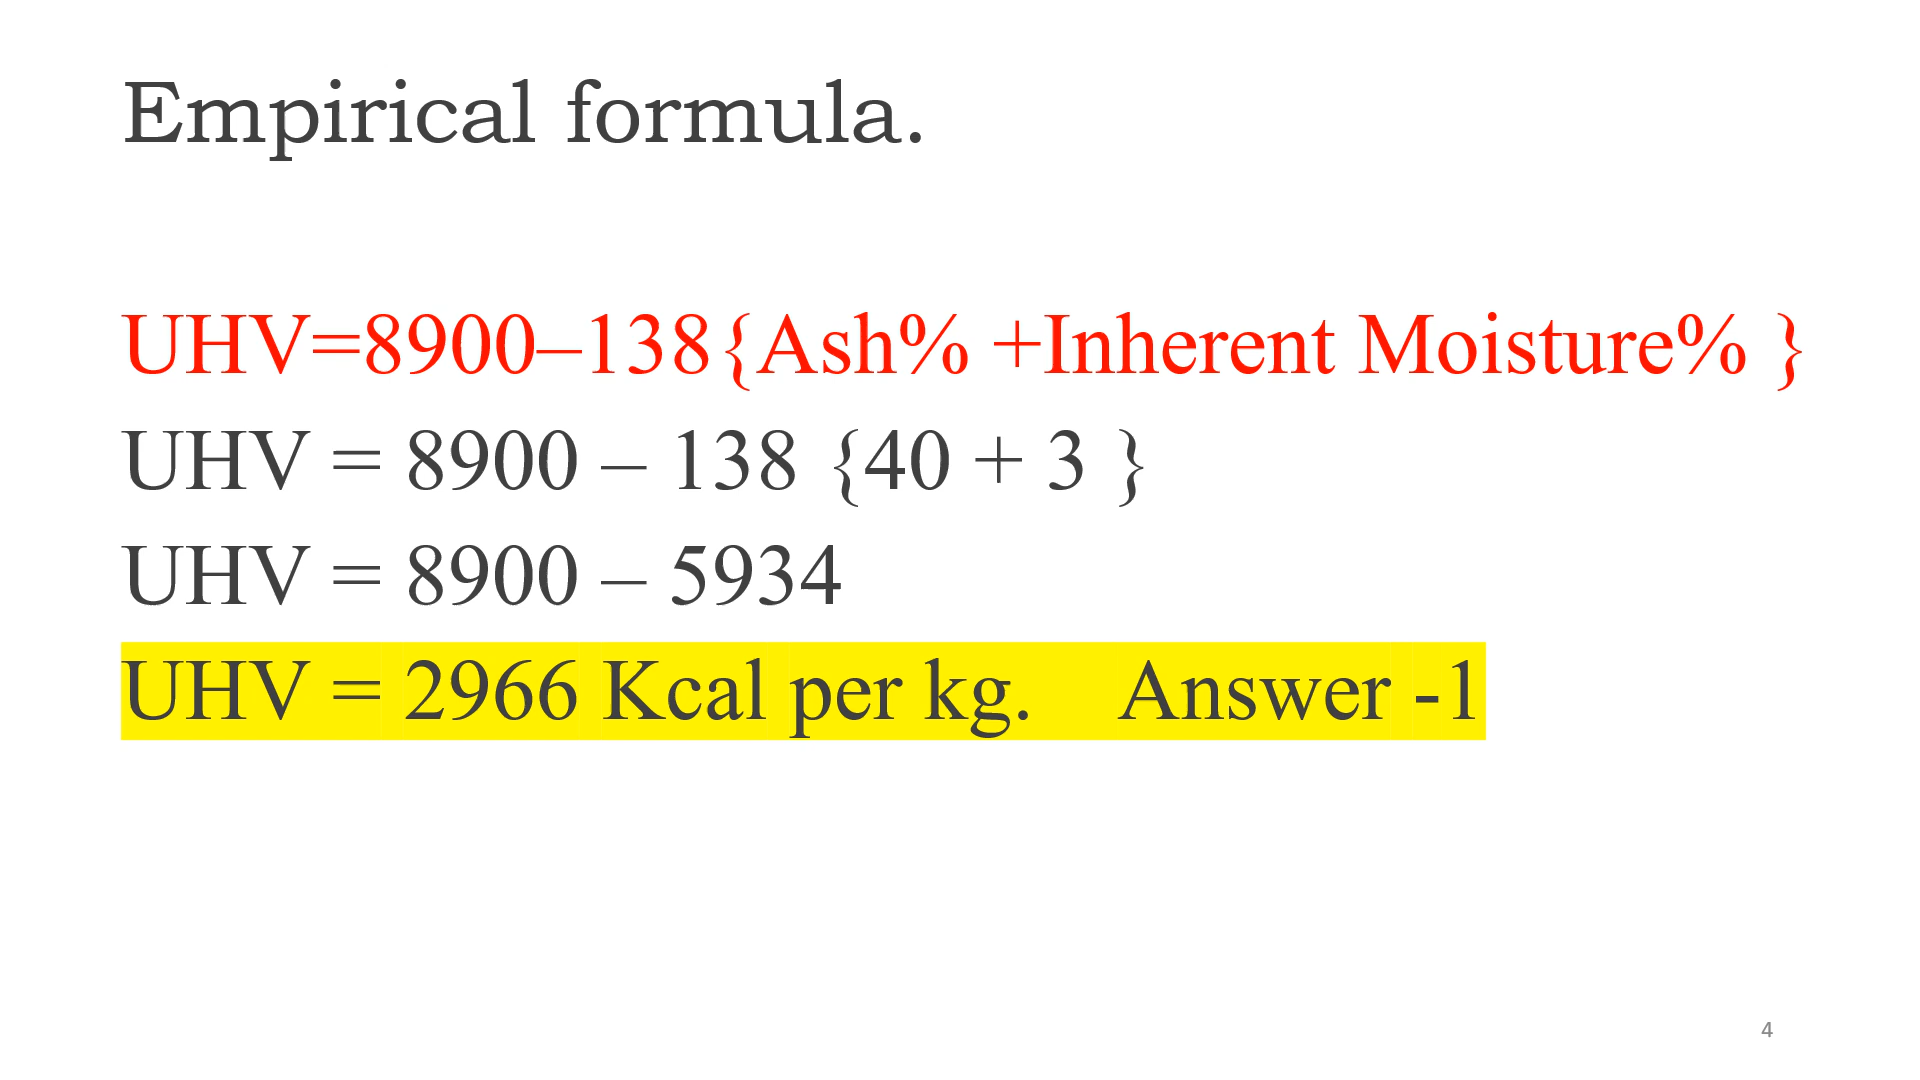 Empirical formula.
UHV=8900–138{Ash% +Inherent Moisture% }
UHV = 8900 – 138 {40 + 3 }
UHV = 8900 – 5934
UHV = 2966 Kcal per kg. Answer -1
4